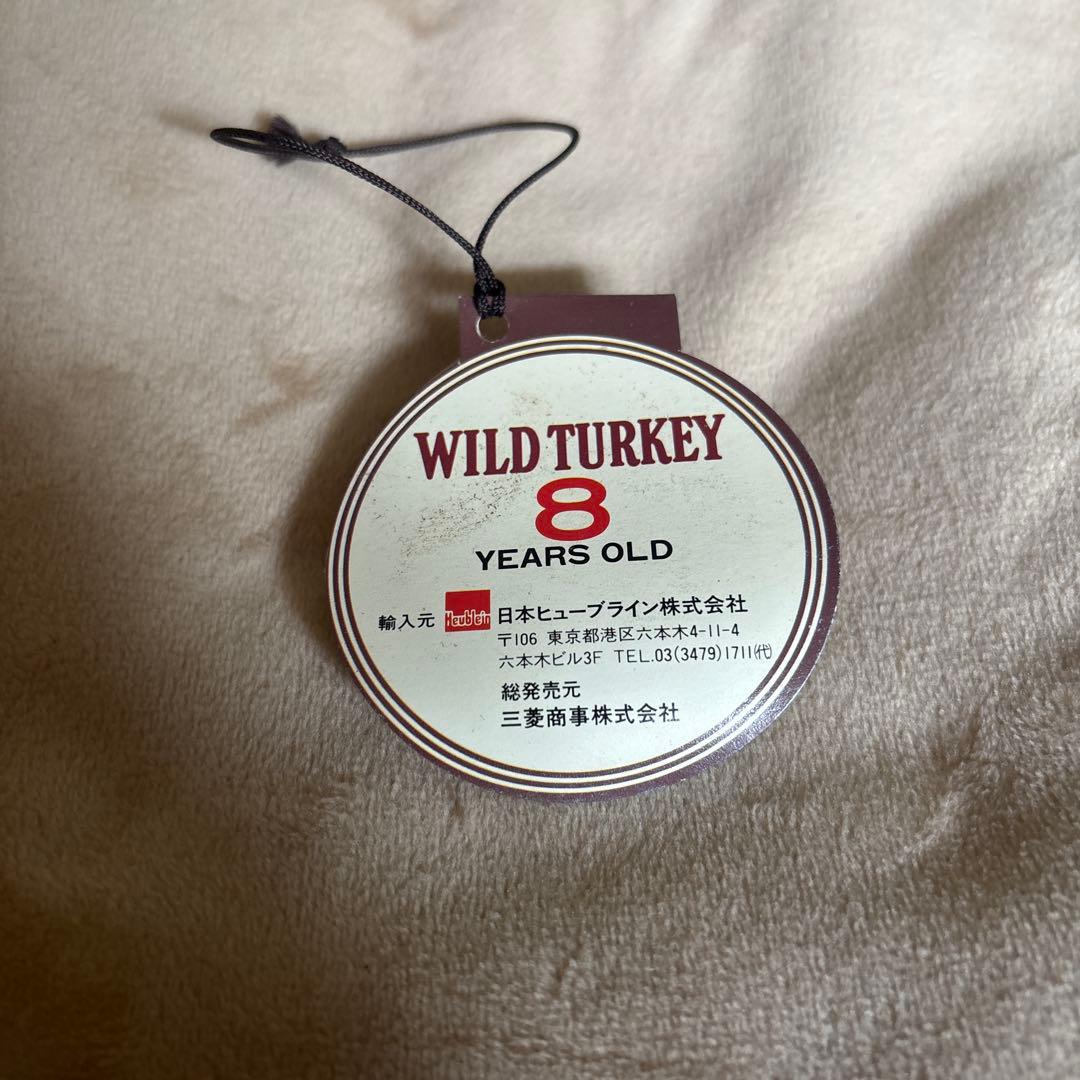 WILD TURKEY
8
YEARS OLD
輸入元 Heublein 日本ヒューブライン株式会社
〒106 東京都港区六本木4-11-4
六本木ビル3F TEL.03(3479)1711㈹
総発売元
三菱商事株式会社